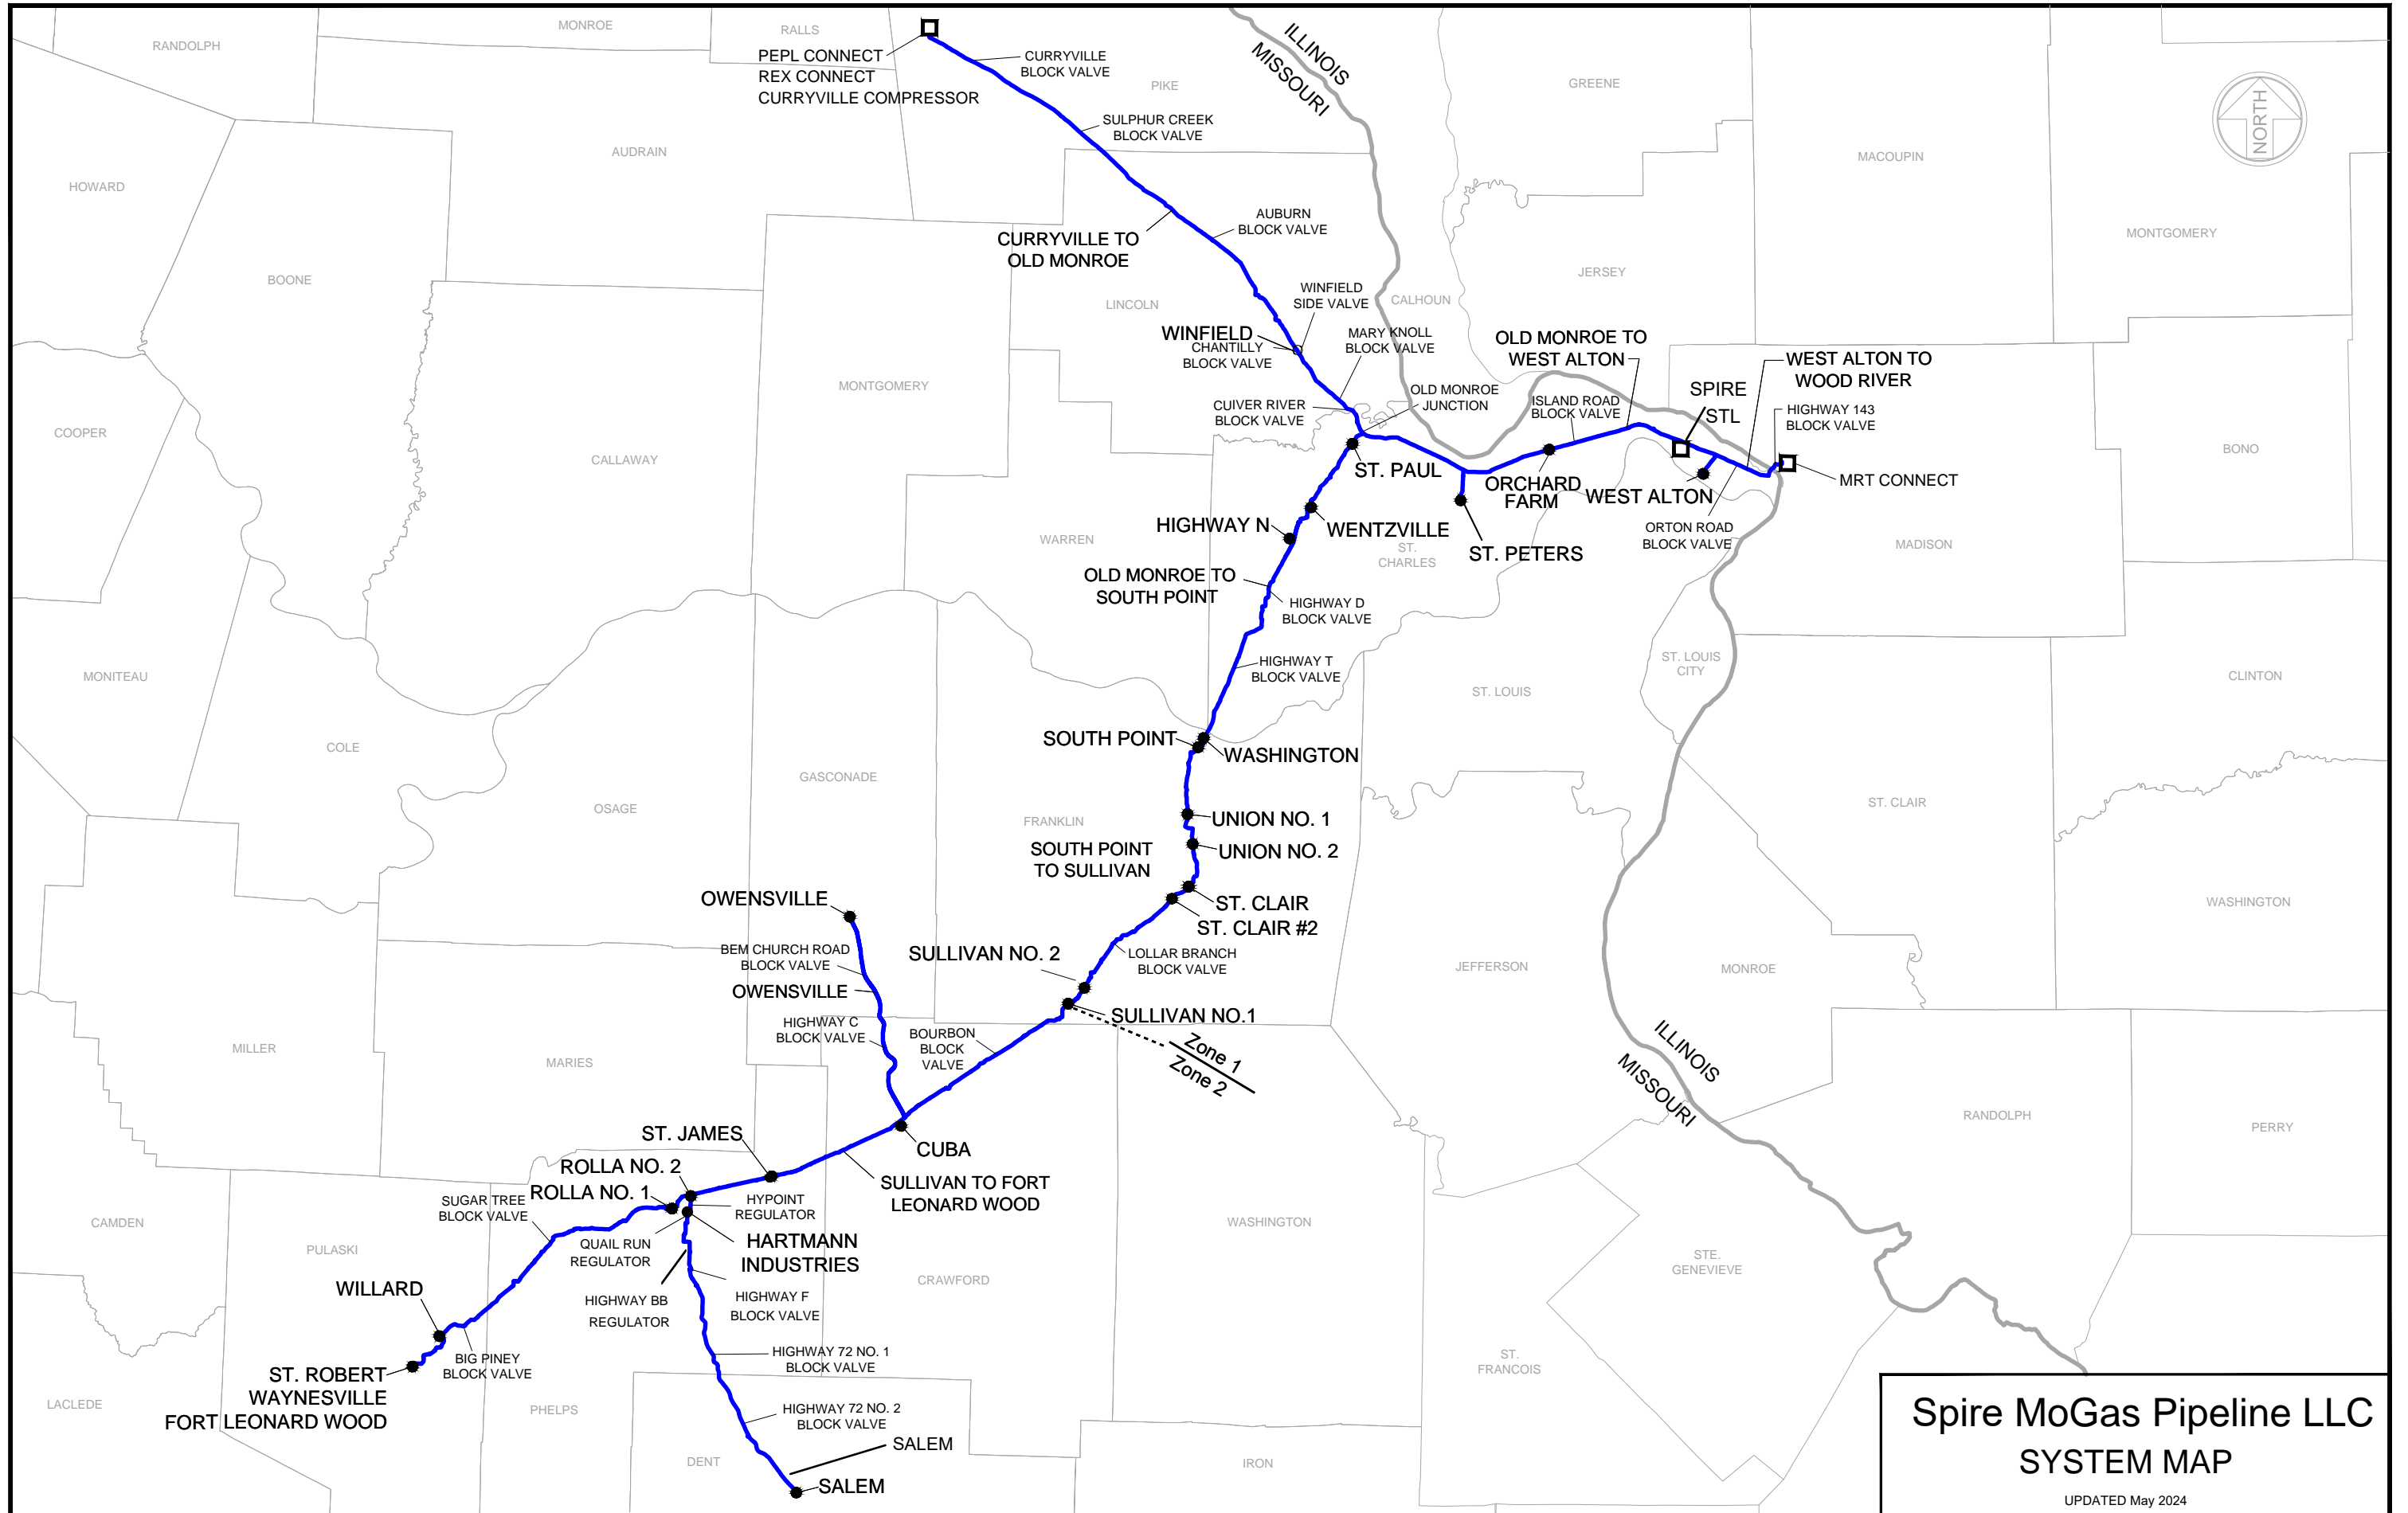 MONROE
RALLS
RANDOLPH
PEPL CONNECT
REX CONNECT
CURRYVILLE COMPRESSOR
CURRYVILLE
BLOCK VALVE
PIKE
ILLINOIS
MISSOURI
GREENE
NORTH
SULPHUR CREEK
BLOCK VALVE
AUDRAIN
MACOUPIN
HOWARD
AUBURN
BLOCK VALVE
CURRYVILLE TO
OLD MONROE
MONTGOMERY
BOONE
JERSEY
WINFIELD
SIDE VALVE
LINCOLN
CALHOUN
WINFIELD
CHANTILLY
BLOCK VALVE
MARY KNOLL
BLOCK VALVE
OLD MONROE TO
WEST ALTON
WEST ALTON TO
WOOD RIVER
MONTGOMERY
SPIRE
STL
OLD MONROE
JUNCTION
ISLAND ROAD
BLOCK VALVE
CUIVER RIVER
BLOCK VALVE
HIGHWAY 143
BLOCK VALVE
COOPER
CALLAWAY
BONO
ST. PAUL
ORCHARD
FARM
WEST ALTON
MRT CONNECT
HIGHWAY N
WENTZVILLE
ORTON ROAD
BLOCK VALVE
WARREN
ST.
CHARLES
ST. PETERS
MADISON
OLD MONROE TO
SOUTH POINT
HIGHWAY D
BLOCK VALVE
HIGHWAY T
BLOCK VALVE
ST. LOUIS
CITY
MONITEAU
ST. LOUIS
CLINTON
SOUTH POINT
WASHINGTON
COLE
GASCONADE
OSAGE
ST. CLAIR
FRANKLIN
UNION NO. 1
SOUTH POINT
TO SULLIVAN
UNION NO. 2
OWENSVILLE
ST. CLAIR
ST. CLAIR #2
WASHINGTON
BEM CHURCH ROAD
BLOCK VALVE
SULLIVAN NO. 2
LOLLAR BRANCH
BLOCK VALVE
JEFFERSON
MONROE
OWENSVILLE
SULLIVAN NO.1
HIGHWAY C
BLOCK VALVE
BOURBON
BLOCK
VALVE
Zone 1
Zone 2
ILLINOIS
MISSOURI
MILLER
MARIES
RANDOLPH
PERRY
ST. JAMES
CUBA
ROLLA NO. 2
ROLLA NO. 1
SULLIVAN TO FORT
LEONARD WOOD
SUGAR TREE
BLOCK VALVE
HYPOINT
REGULATOR
CAMDEN
WASHINGTON
PULASKI
QUAIL RUN
REGULATOR
HARTMANN
INDUSTRIES
STE.
GENEVIEVE
CRAWFORD
WILLARD
HIGHWAY BB
REGULATOR
HIGHWAY F
BLOCK VALVE
BIG PINEY
BLOCK VALVE
HIGHWAY 72 NO. 1
BLOCK VALVE
ST.
FRANCOIS
ST. ROBERT
WAYNESVILLE
FORT LEONARD WOOD
LACLEDE
PHELPS
HIGHWAY 72 NO. 2
BLOCK VALVE
SALEM
DENT
IRON
SALEM
Spire MoGas Pipeline LLC
SYSTEM MAP
UPDATED May 2024